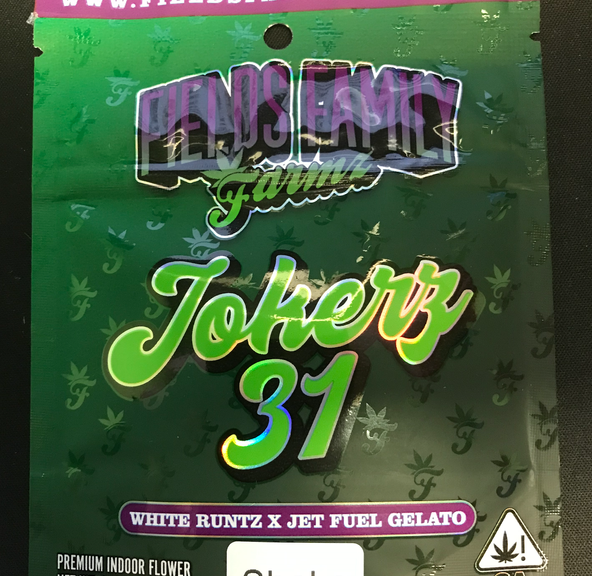 FIELDS FAMILY
Farmz
Jokerz
31
WHITE RUNTZ X JET FUEL GELATO
!
PREMIUM INDOOR FLOWER